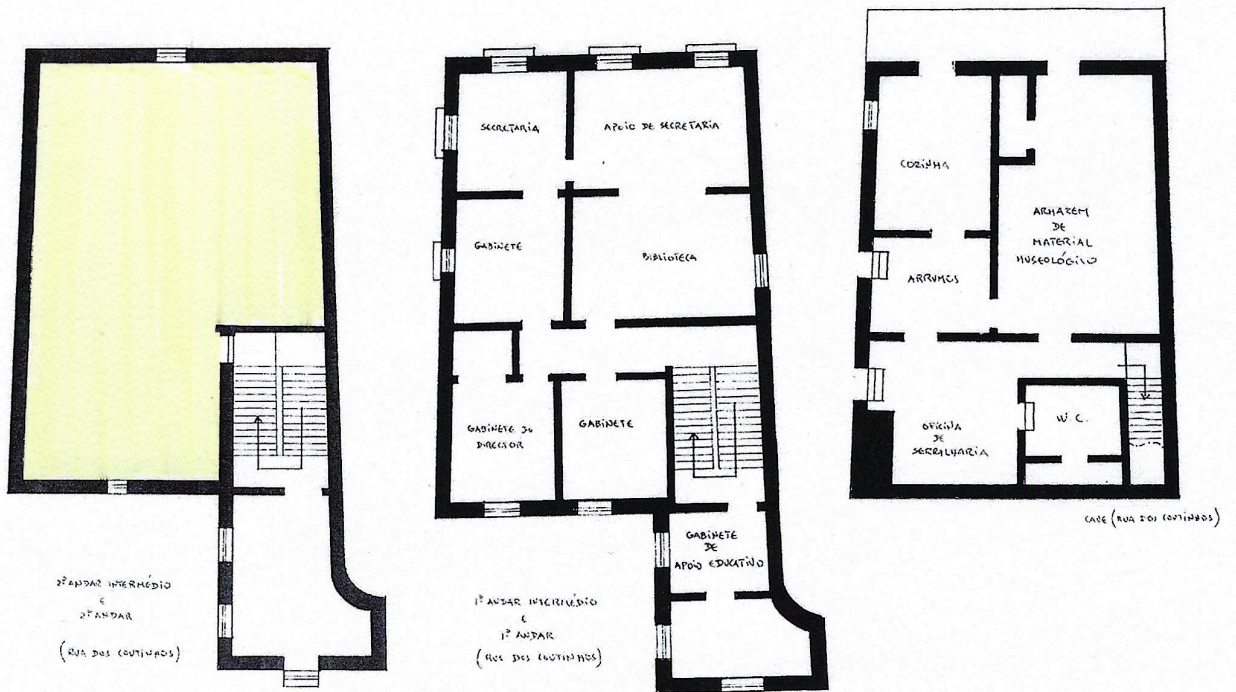 2º ANDAR INTERMÉDIO
E
2º ANDAR
(RUA DOS COUTINHOS)
SECRETARIA
APOIO DE SECRETARIA
GABINETE
BIBLIOTECA
GABINETE DO
DIRECTOR
GABINETE
GABINETE
DE
APOIO EDUCATIVO
1º ANDAR INTERMÉDIO
E
1º ANDAR
(RUA DOS COUTINHOS)
COZINHA
ARMAZEM
DE
MATERIAL
MUSEOLÓGICO
ARRUMOS
OFICINA
DE
SERRALHARIA
W.C.
CAVE (RUA DOS COUTINHOS)